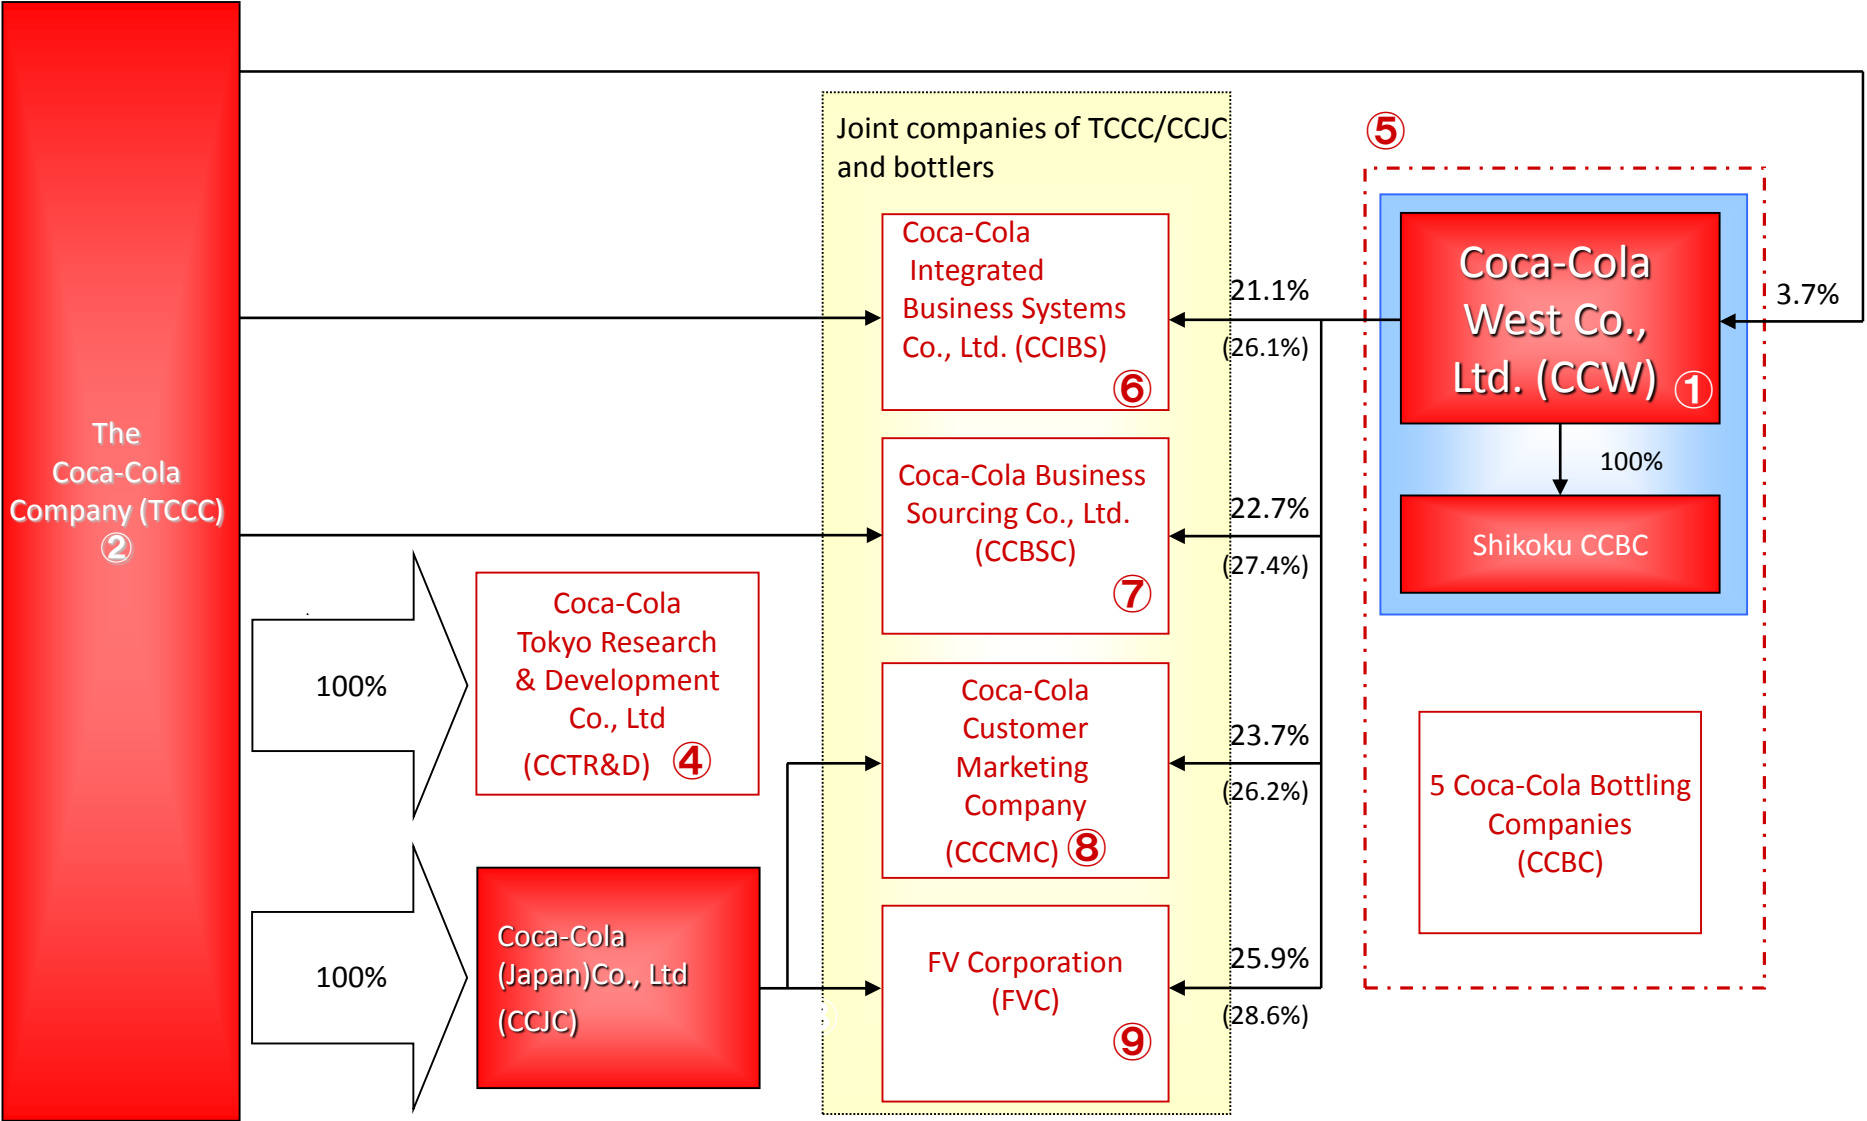 The
Coca-Cola
Company (TCCC)
②
Joint companies of TCCC/CCJC
and bottlers
Coca-Cola
Integrated
Business Systems
Co., Ltd. (CCIBS)
⑥
21.1%
(26.1%)
Coca-Cola Business
Sourcing Co., Ltd.
(CCBSC)
⑦
22.7%
(27.4%)
Coca-Cola
Customer
Marketing
Company
(CCCMC) ⑧
23.7%
(26.2%)
FV Corporation
(FVC)
⑨
25.9%
(28.6%)
100%
Coca-Cola
Tokyo Research
& Development
Co., Ltd
(CCTR&D) ④
100%
Coca-Cola
(Japan)Co., Ltd
(CCJC)
⑤
Coca-Cola
West Co.,
Ltd. (CCW) ①
3.7%
100%
Shikoku CCBC
5 Coca-Cola Bottling
Companies
(CCBC)